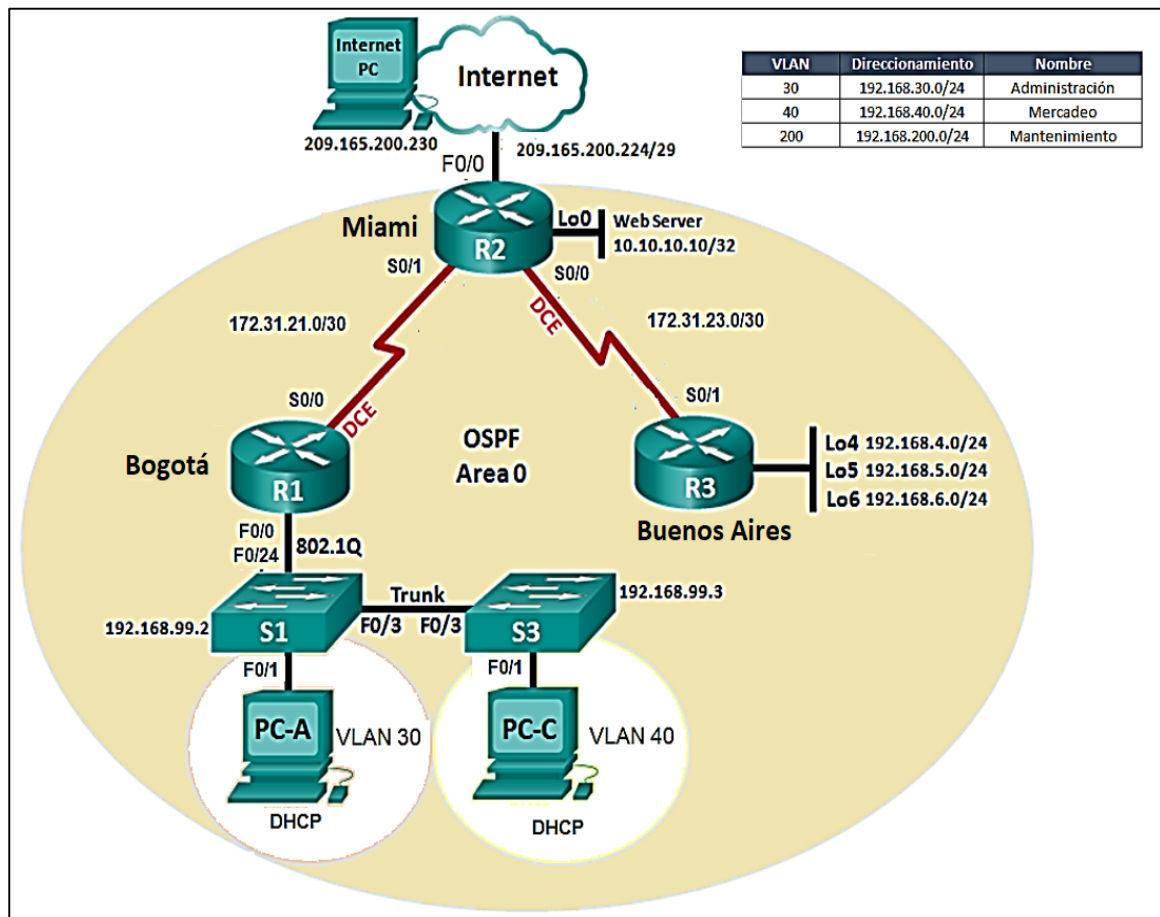 Internet
PC
Internet
209.165.200.230
209.165.200.224/29
F0/0
VLAN Direccionamiento Nombre
30 192.168.30.0/24 Administración
40 192.168.40.0/24 Mercadeo
200 192.168.200.0/24 Mantenimiento
Miami
R2
Lo0
Web Server
10.10.10.10/32
S0/1
S0/0
DCE
172.31.21.0/30
172.31.23.0/30
S0/0
DCE
S0/1
Bogotá
R1
OSPF
Area 0
R3
Buenos Aires
Lo4 192.168.4.0/24
Lo5 192.168.5.0/24
Lo6 192.168.6.0/24
F0/0
F0/24
802.1Q
Trunk
192.168.99.3
192.168.99.2
S1
F0/3
F0/3
S3
F0/1
F0/1
PC-A
VLAN 30
PC-C
VLAN 40
DHCP
DHCP